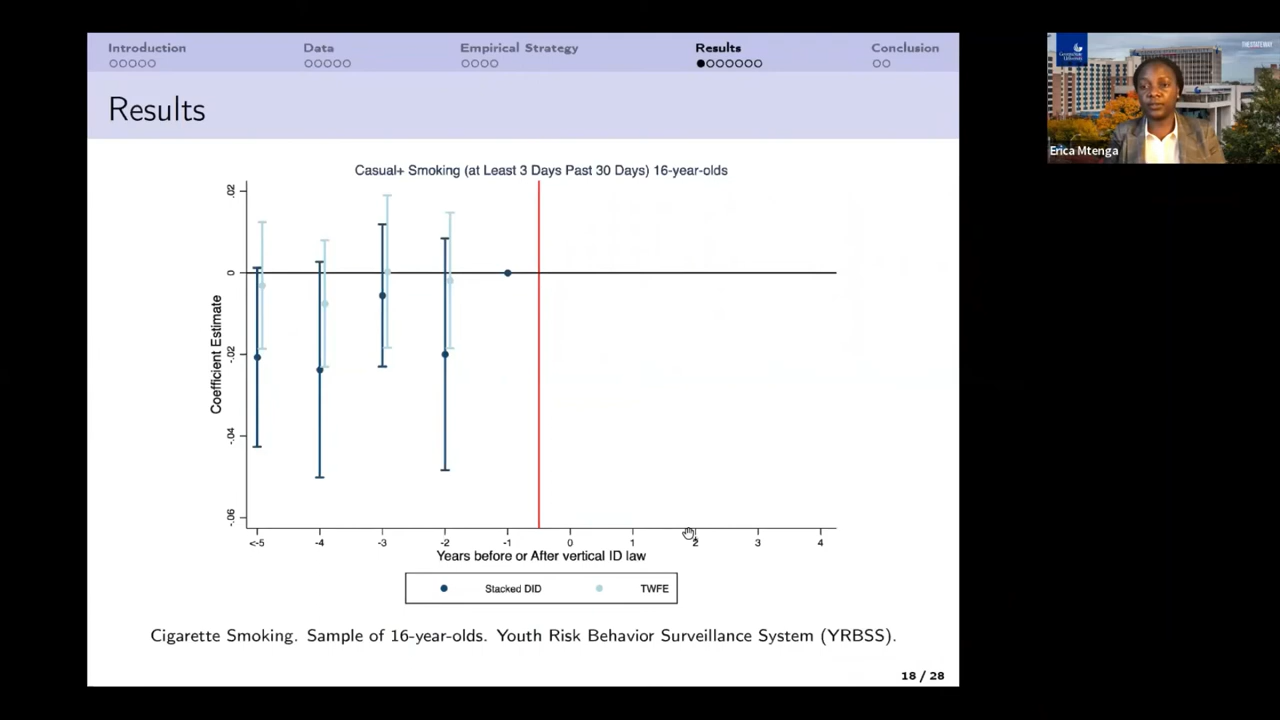 Introduction
Data
Empirical Strategy
Results
Conclusion
Results
Casual+ Smoking (at Least 3 Days Past 30 Days) 16-year-olds
Coefficient Estimate
.02
0
-.02
-.04
-.06
<-5 -4 -3 -2 -1 0 1 2 3 4
Years before or After vertical ID law
Stacked DID TWFE
Cigarette Smoking. Sample of 16-year-olds. Youth Risk Behavior Surveillance System (YRBSS).
18 / 28
THESTATEWAY
Erica Mtenga